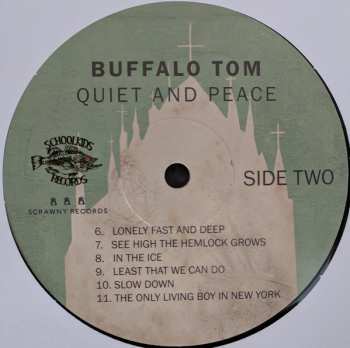 BUFFALO TOM
QUIET AND PEACE
SCHOOLKIDS
RECORDS
SCRAWNY RECORDS
SIDE TWO
6. LONELY FAST AND DEEP
7. SEE HIGH THE HEMLOCK GROWS
8. IN THE ICE
9. LEAST THAT WE CAN DO
10. SLOW DOWN
11. THE ONLY LIVING BOY IN NEW YORK